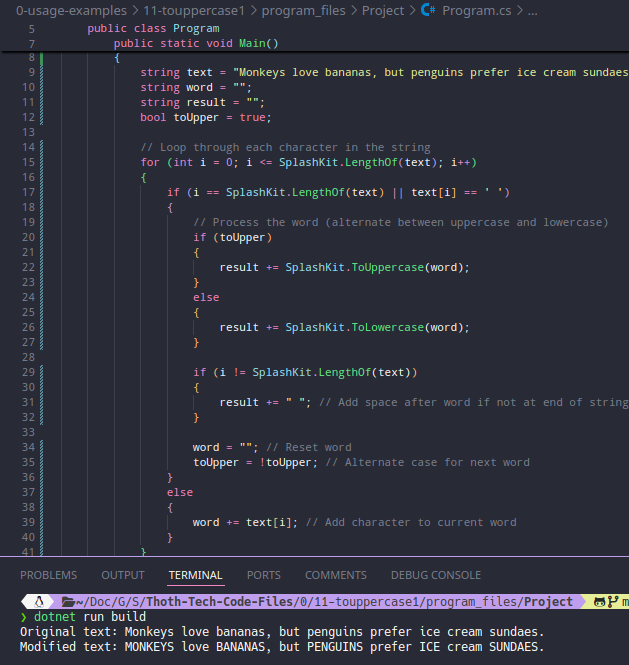 0-usage-examples > 11-touppercase1 > program_files > Project > C# Program.cs > ...
5 public class Program
7 public static void Main()
8 {
9 string text = "Monkeys love bananas, but penguins prefer ice cream sundaes
10 string word = "";
11 string result = "";
12 bool toUpper = true;
13
14 // Loop through each character in the string
15 for (int i = 0; i <= SplashKit.LengthOf(text); i++)
16 {
17 if (i == SplashKit.LengthOf(text) || text[i] == ' ')
18 {
19 // Process the word (alternate between uppercase and lowercase)
20 if (toUpper)
21 {
22 result += SplashKit.ToUppercase(word);
23 }
24 else
25 {
26 result += SplashKit.ToLowercase(word);
27 }
28
29 if (i != SplashKit.LengthOf(text))
30 {
31 result += " "; // Add space after word if not at end of string
32 }
33
34 word = ""; // Reset word
35 toUpper = !toUpper; // Alternate case for next word
36 }
37 else
38 {
39 word += text[i]; // Add character to current word
40 }
41 }
PROBLEMS OUTPUT TERMINAL PORTS COMMENTS DEBUG CONSOLE
~/Doc/G/S/Thoth-Tech-Code-Files/0/11-touppercase1/program_files/Project m
❯ dotnet run build
Original text: Monkeys love bananas, but penguins prefer ice cream sundaes.
Modified text: MONKEYS love BANANAS, but PENGUINS prefer ICE cream SUNDAES.